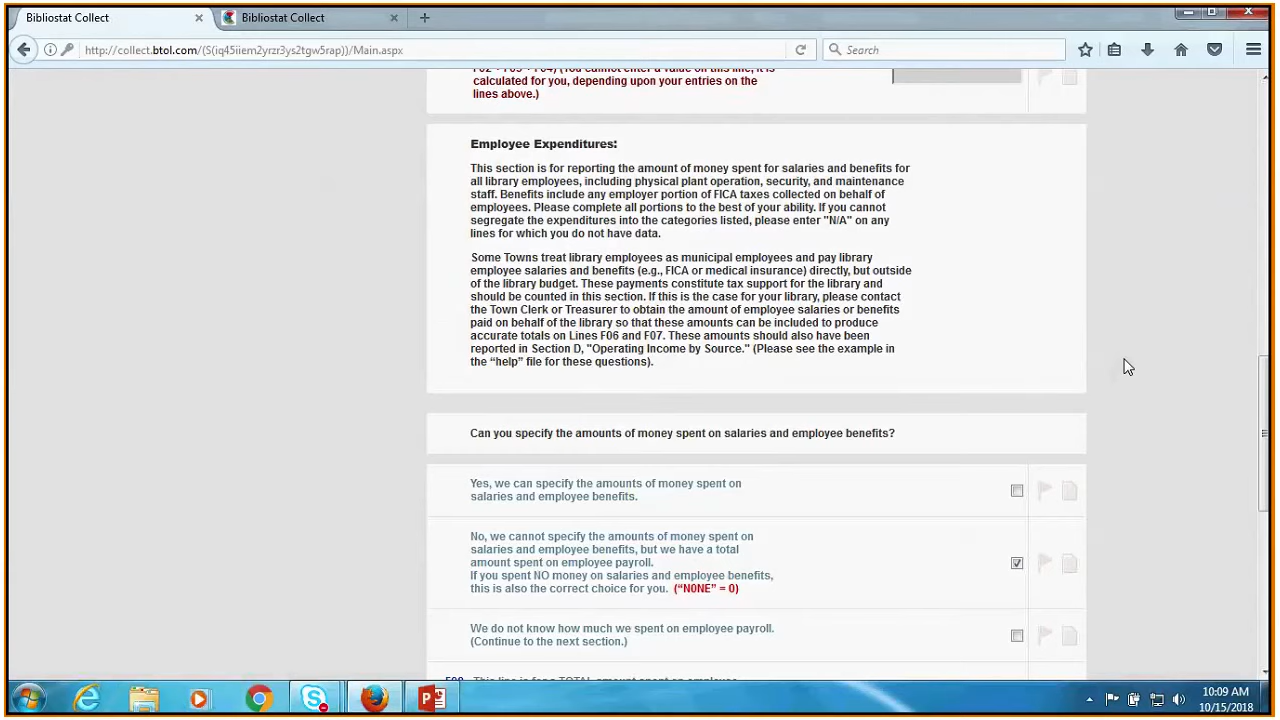 Bibliostat Collect
Bibliostat Collect
http://collect.btol.com/(S(iq45iiem2yrzr3ys2tgw5rap))/Main.aspx
Search
calculated for you, depending upon your entries on the
lines above.)
Employee Expenditures:
This section is for reporting the amount of money spent for salaries and benefits for
all library employees, including physical plant operation, security, and maintenance
staff. Benefits include any employer portion of FICA taxes collected on behalf of
employees. Please complete all portions to the best of your ability. If you cannot
segregate the expenditures into the categories listed, please enter "N/A" on any
lines for which you do not have data.
Some Towns treat library employees as municipal employees and pay library
employee salaries and benefits (e.g., FICA or medical insurance) directly, but outside
of the library budget. These payments constitute tax support for the library and
should be counted in this section. If this is the case for your library, please contact
the Town Clerk or Treasurer to obtain the amount of employee salaries or benefits
paid on behalf of the library so that these amounts can be included to produce
accurate totals on Lines F06 and F07. These amounts should also have been
reported in Section D, "Operating Income by Source." (Please see the example in
the “help” file for these questions).
Can you specify the amounts of money spent on salaries and employee benefits?
Yes, we can specify the amounts of money spent on
salaries and employee benefits.
No, we cannot specify the amounts of money spent on
salaries and employee benefits, but we have a total
amount spent on employee payroll.
If you spent NO money on salaries and employee benefits,
this is also the correct choice for you. (“N0NE” = 0)
We do not know how much we spent on employee payroll.
(Continue to the next section.)
This line is for a TOTAL amount spent on employee
10:09 AM
10/15/2018